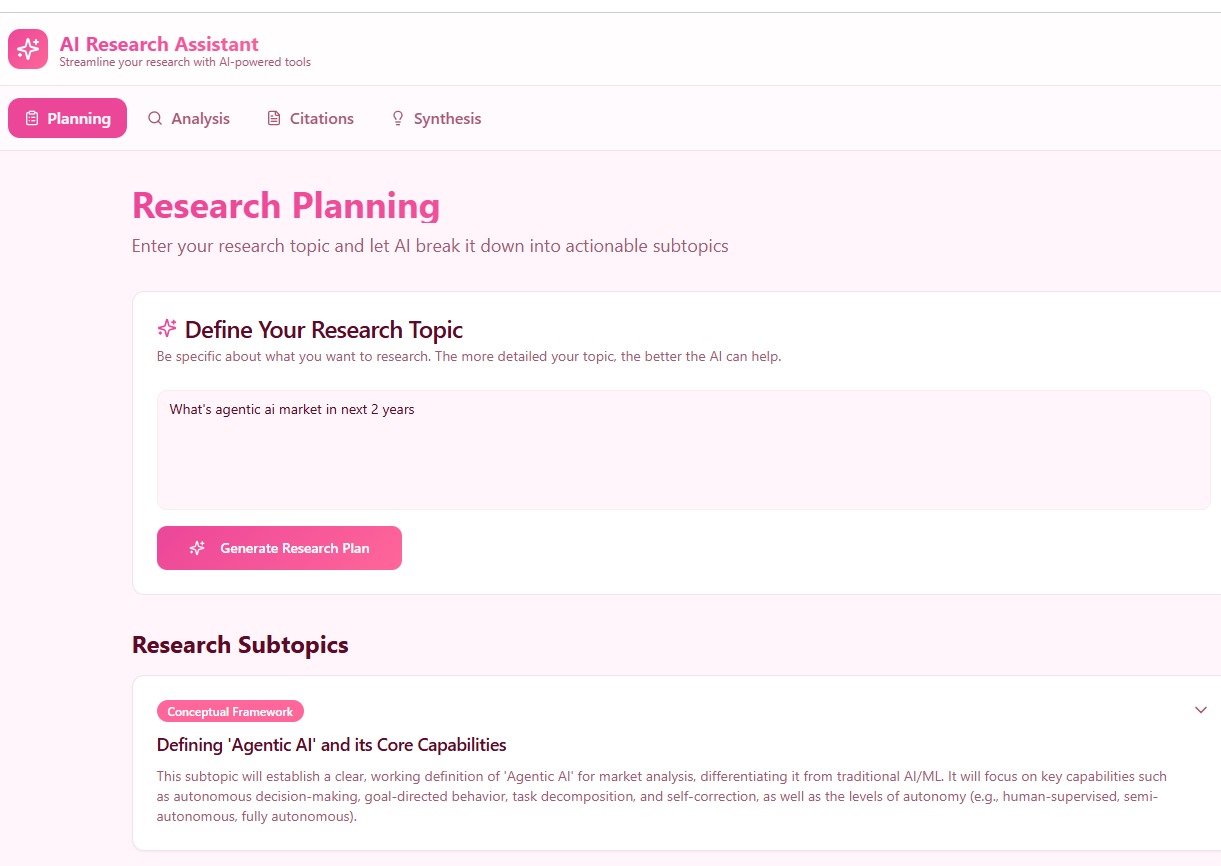 AI Research Assistant
Streamline your research with AI-powered tools
Planning
Analysis
Citations
Synthesis
Research Planning
Enter your research topic and let AI break it down into actionable subtopics
Define Your Research Topic
Be specific about what you want to research. The more detailed your topic, the better the AI can help.
What's agentic ai market in next 2 years
Generate Research Plan
Research Subtopics
Conceptual Framework
Defining 'Agentic AI' and its Core Capabilities
This subtopic will establish a clear, working definition of 'Agentic AI' for market analysis, differentiating it from traditional AI/ML. It will focus on key capabilities such
as autonomous decision-making, goal-directed behavior, task decomposition, and self-correction, as well as the levels of autonomy (e.g., human-supervised, semi-
autonomous, fully autonomous).